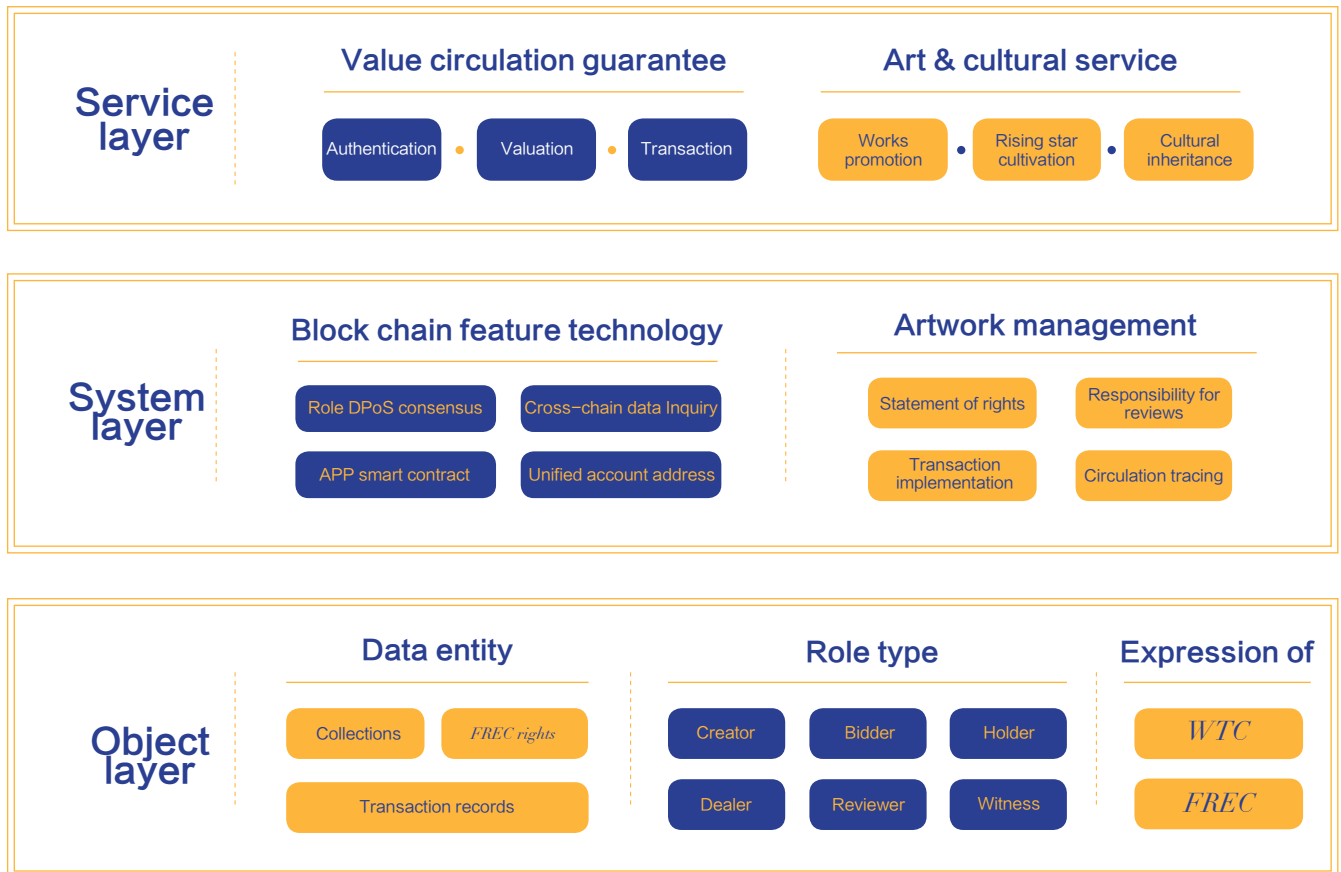 Service
layer
Value circulation guarantee
Authentication
Valuation
Transaction
Art & cultural service
Works
promotion
Rising star
cultivation
Cultural
inheritance
System
layer
Block chain feature technology
Role DPoS consensus
Cross-chain data Inquiry
APP smart contract
Unified account address
Artwork management
Statement of rights
Responsibility for
reviews
Transaction
implementation
Circulation tracing
Object
layer
Data entity
Collections
FREC rights
Transaction records
Role type
Creator
Bidder
Holder
Dealer
Reviewer
Witness
Expression of
WTC
FREC